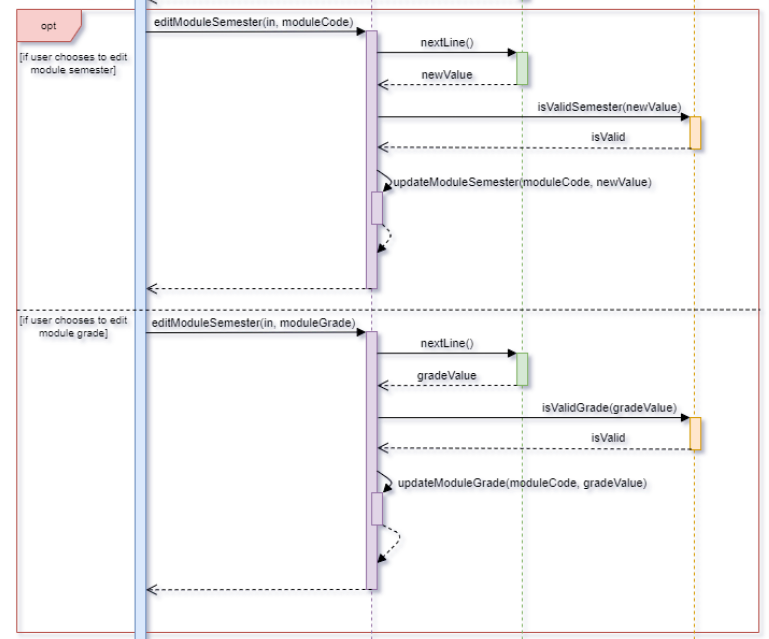 opt
editModuleSemester(in, moduleCode)
[if user chooses to edit
module semester]
nextLine()
newValue
isValidSemester(newValue)
isValid
updateModuleSemester(moduleCode, newValue)
[if user chooses to edit
module grade]
editModuleSemester(in, moduleGrade)
nextLine()
gradeValue
isValidGrade(gradeValue)
isValid
updateModuleGrade(moduleCode, gradeValue)